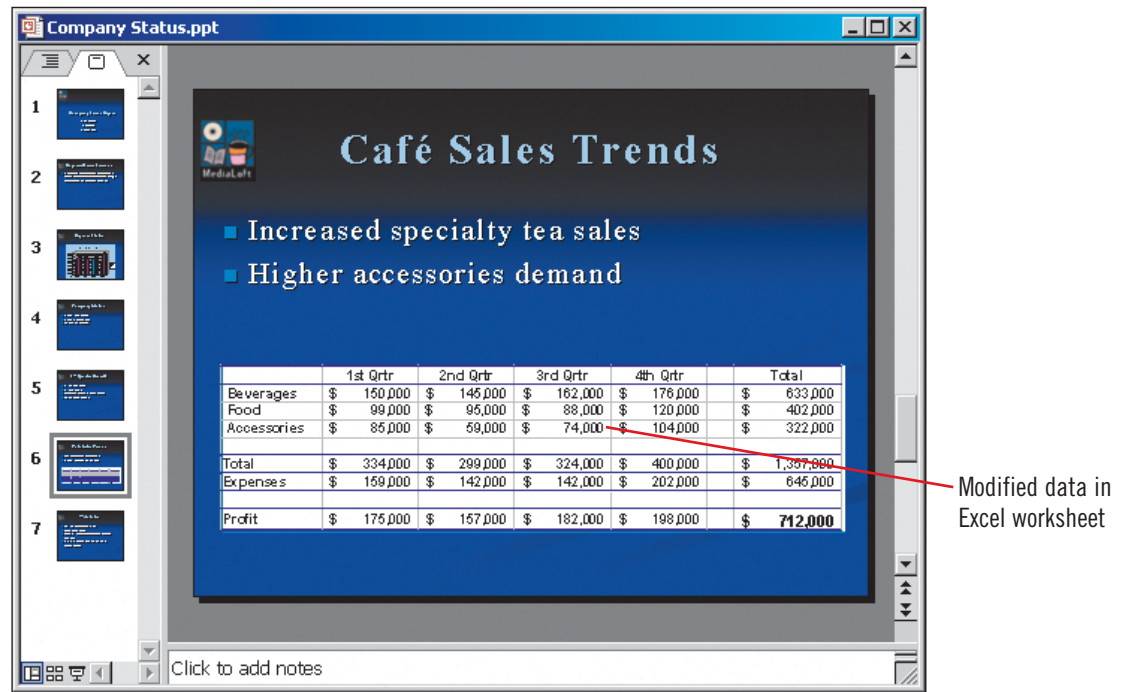 Company Status.ppt
1
2
3
4
5
6
7
MediaLoft
Café Sales Trends
Increased specialty tea sales
Higher accessories demand
1st Qrtr 2nd Qrtr 3rd Qrtr 4th Qrtr Total
Beverages $ 150,000 $ 145,000 $ 162,000 $ 176,000 $ 633,000
Food $ 99,000 $ 95,000 $ 88,000 $ 120,000 $ 402,000
Accessories $ 85,000 $ 59,000 $ 74,000 $ 104,000 $ 322,000
Total $ 334,000 $ 299,000 $ 324,000 $ 400,000 $ 1,357,000
Expenses $ 159,000 $ 142,000 $ 142,000 $ 202,000 $ 645,000
Profit $ 175,000 $ 157,000 $ 182,000 $ 198,000 $ 712,000
Modified data in
Excel worksheet
Click to add notes